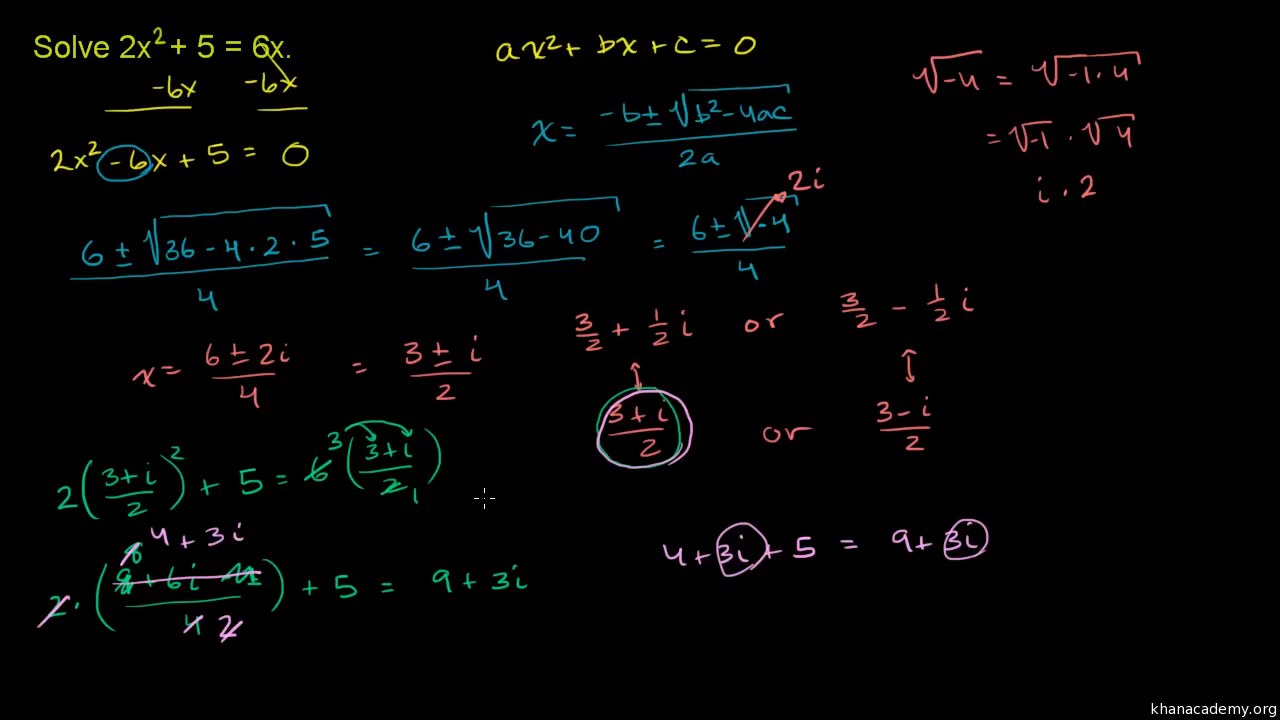 Solve 2x² + 5 = 6x.
-6x -6x
2x² - 6x + 5 = 0
ax² + bx + c = 0
x = (-b ± √(b² - 4ac)) / 2a
√-4 = √(-1 · 4)
= √-1 · √4
i · 2
(6 ± √(36 - 4 · 2 · 5)) / 4 = (6 ± √(36 - 40)) / 4 = (6 ± √-4) / 4
2i
x = (6 ± 2i) / 4 = (3 ± i) / 2
3/2 + 1/2 i or 3/2 - 1/2 i
(3 + i) / 2 or (3 - i) / 2
2((3 + i) / 2)² + 5 = 6 3 ((3 + i) / 2 1)
4 + 3i
2 · ((8 + 6i) / 4 2) + 5 = 9 + 3i
4 + 3i + 5 = 9 + 3i
khanacademy.org